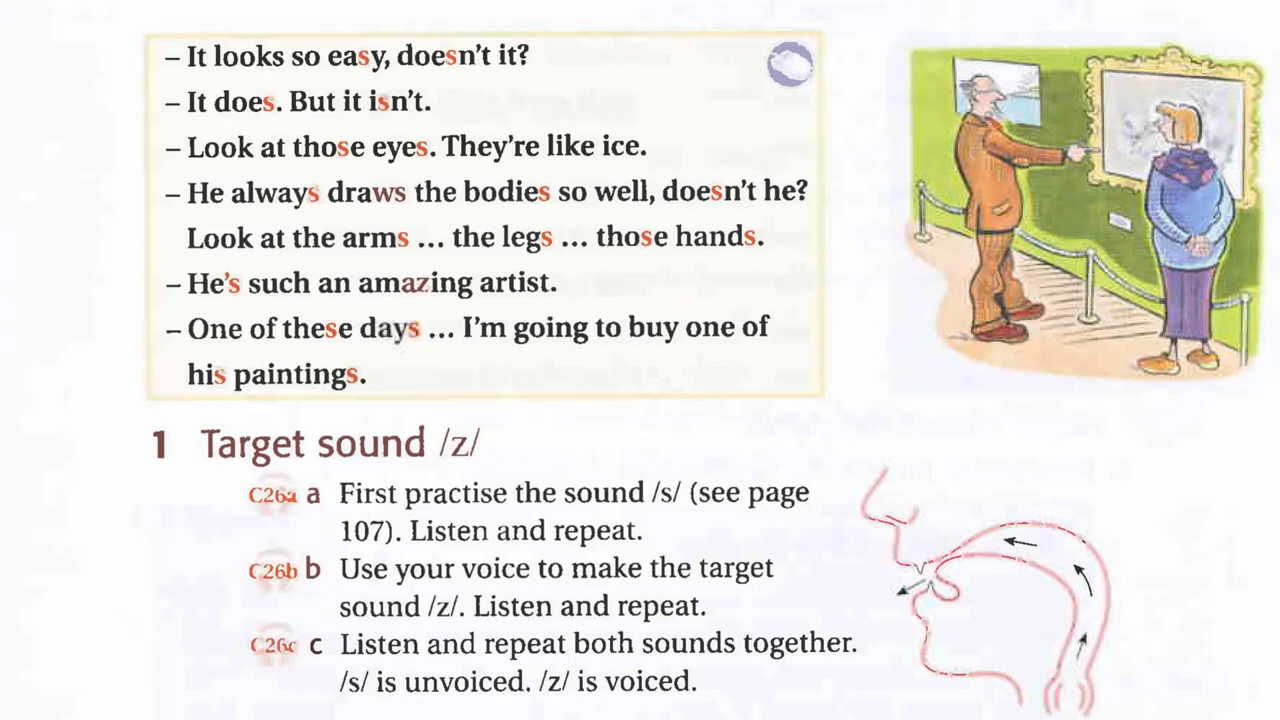 – It looks so easy, doesn't it?
– It does. But it isn't.
– Look at those eyes. They're like ice.
– He always draws the bodies so well, doesn't he?
Look at the arms ... the legs ... those hands.
– He's such an amazing artist.
– One of these days ... I'm going to buy one of
his paintings.
1 Target sound /z/
C26a a First practise the sound /s/ (see page
107). Listen and repeat.
C26b b Use your voice to make the target
sound /z/. Listen and repeat.
C26c c Listen and repeat both sounds together.
/s/ is unvoiced. /z/ is voiced.